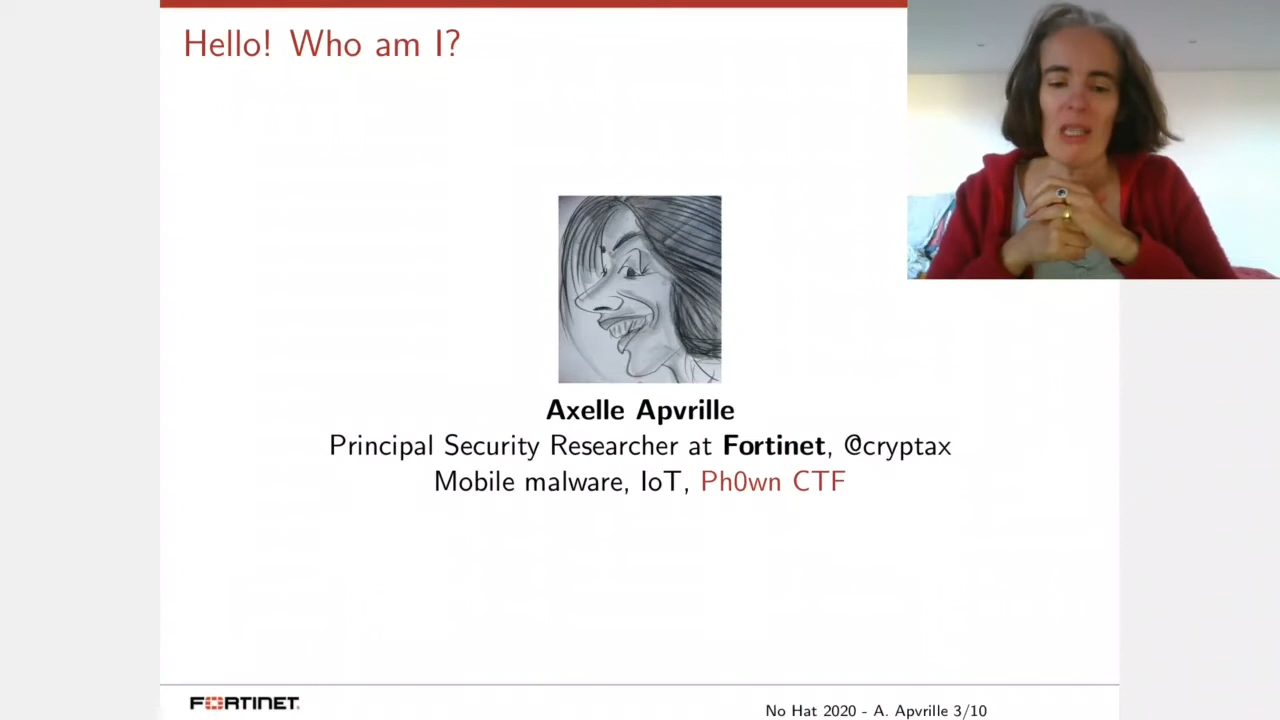 Hello! Who am I?
Axelle Apvrille
Principal Security Researcher at Fortinet, @cryptax
Mobile malware, IoT, Ph0wn CTF
FORTINET
No Hat 2020 - A. Apvrille 3/10